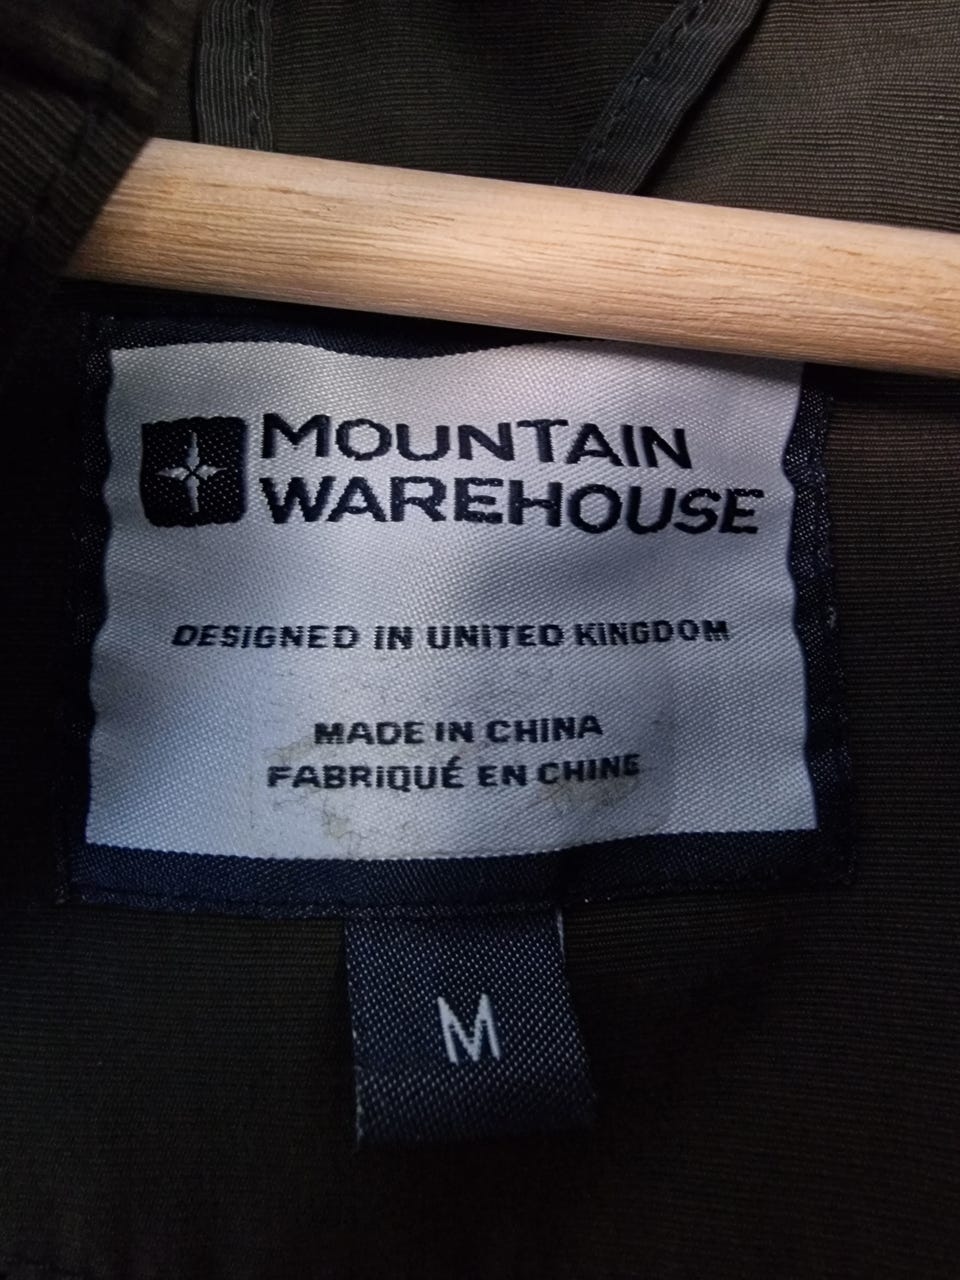 MOUNTAIN
WAREHOUSE
DESIGNED IN UNITED KINGDOM
MADE IN CHINA
FABRIQUÉ EN CHINE
M